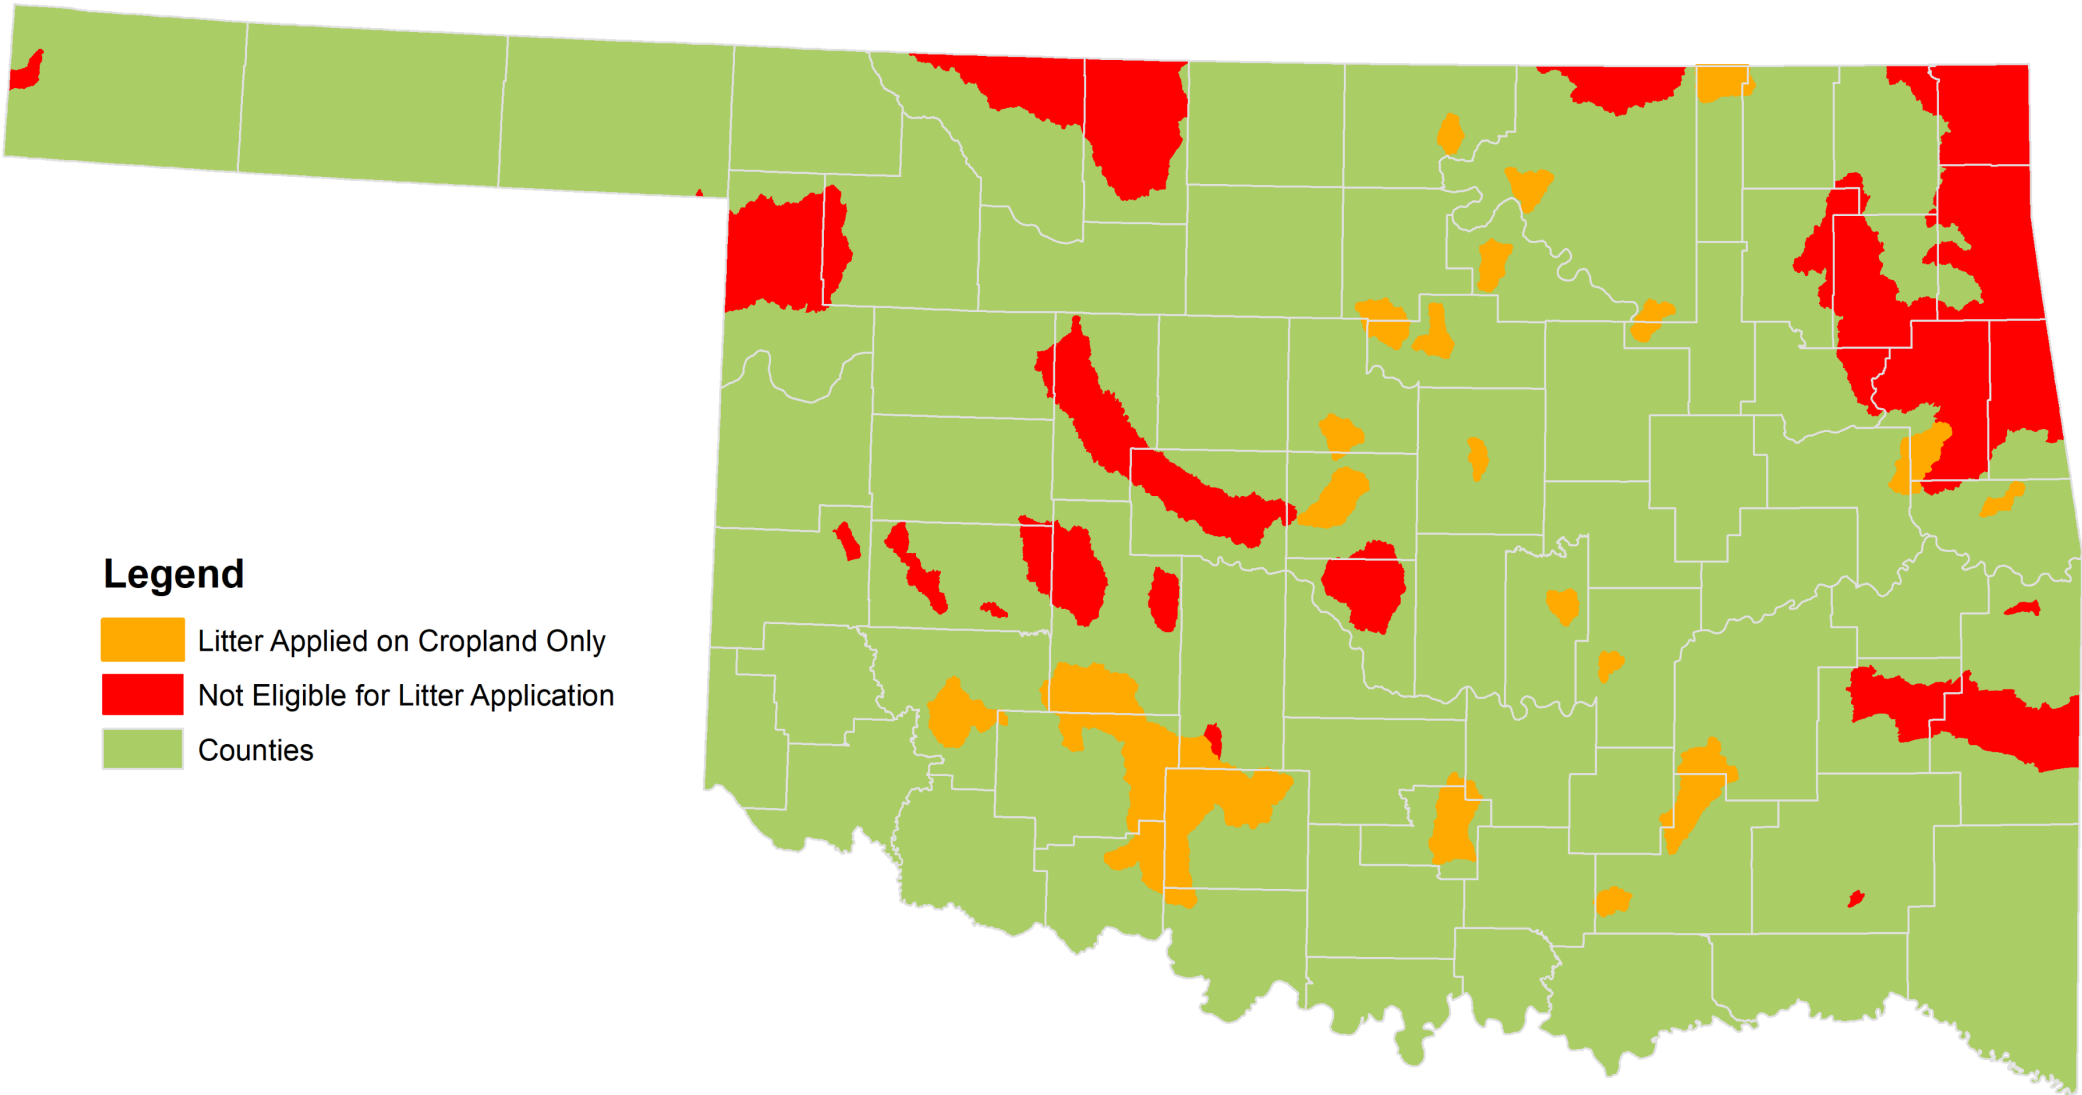 Legend
Litter Applied on Cropland Only
Not Eligible for Litter Application
Counties